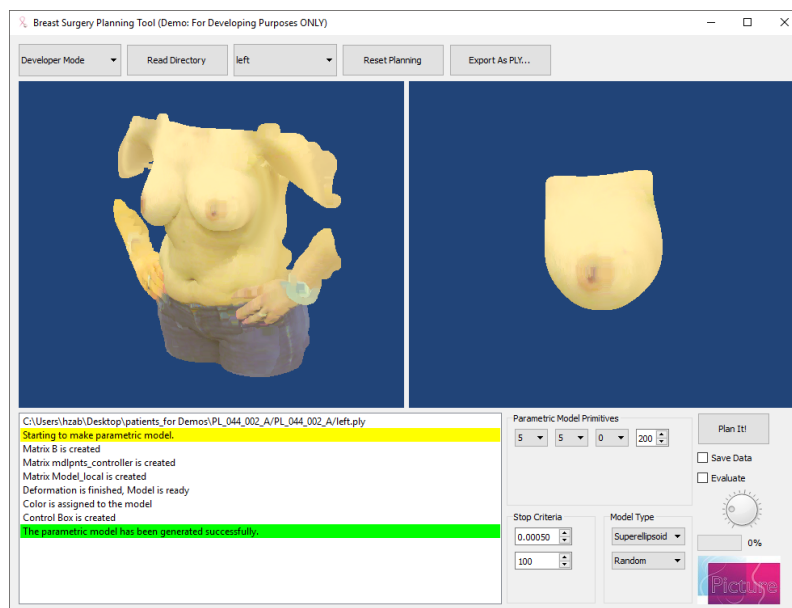 Breast Surgery Planning Tool (Demo: For Developing Purposes ONLY)
Developer Mode
Read Directory
left
Reset Planning
Export As PLY...
C:\Users\hzab\Desktop\patients_for Demos\PL_044_002_A/PL_044_002_A/left.ply
Starting to make parametric model.
Matrix B is created
Matrix mdlpnts_controller is created
Matrix Model_local is created
Deformation is finished, Model is ready
Color is assigned to the model
Control Box is created
The parametric model has been generated successfully.
Parametric Model Primitives
5
5
0
200
Stop Criteria
0.00050
100
Model Type
Superellipsoid
Random
Plan It!
Save Data
Evaluate
0%
Picture